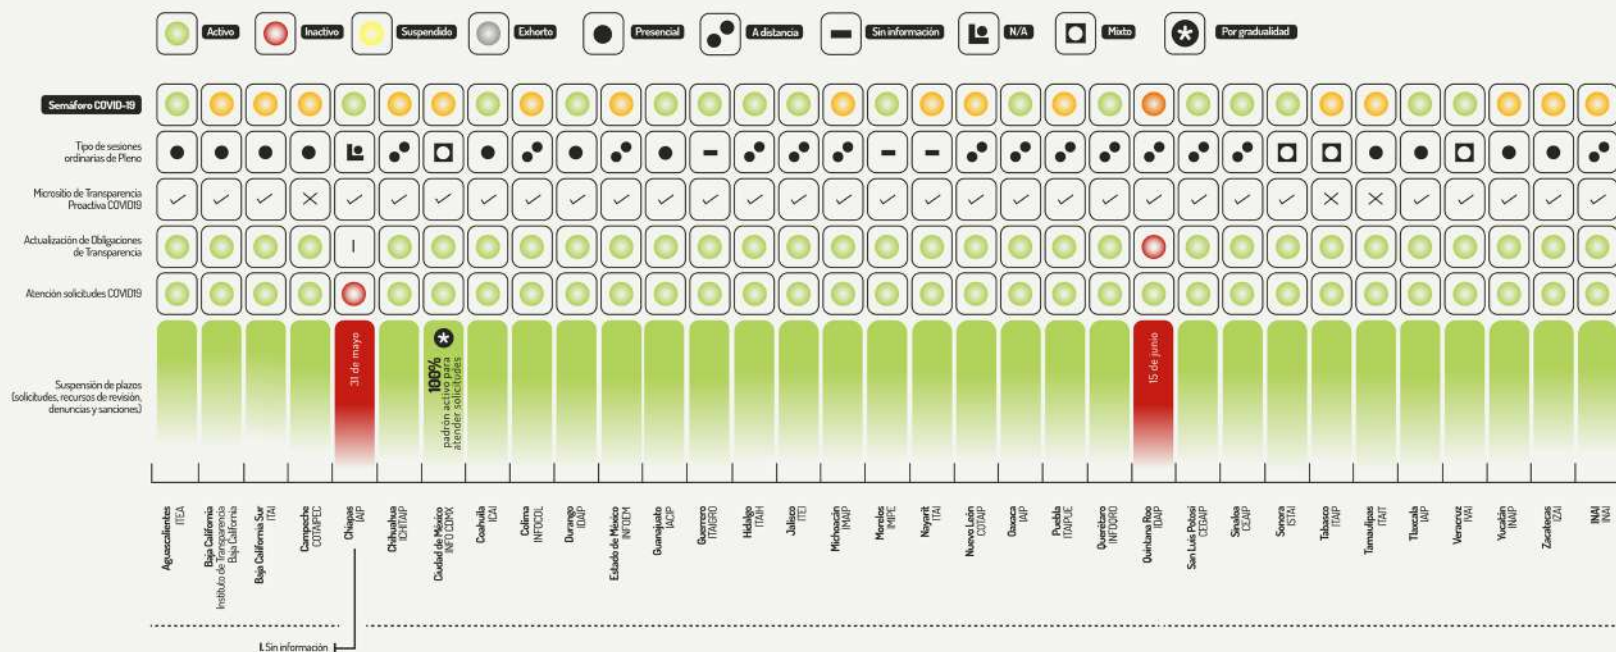 Activo
Inactivo
Suspendido
Exhorto
Presencial
A distancia
Sin información
N/A
Mixto
Por gradualidad
Semáforo COVID-19
Tipo de sesiones
ordinarias de Pleno
Micrositio de Transparencia
Proactiva COVID19
Actualización de Obligaciones
de Transparencia
Atención solicitudes COVID19
Suspensión de plazos
(solicitudes, recursos de revisión,
denuncias y sanciones)
31 de mayo
100%
padrón activo para
atender solicitudes
15 de junio
Aguascalientes
ITEA
Baja California
Instituto de Transparencia
Baja California
Baja California Sur
ITAI
Campeche
COTAIPEC
Chiapas
IAIP
Chihuahua
ICHITAIP
Ciudad de México
INFO CDMX
Coahuila
ICAI
Colima
INFOCOL
Durango
IDAIP
Estado de México
INFOEM
Guanajuato
IACIP
Guerrero
ITAIGRO
Hidalgo
ITAIH
Jalisco
ITEI
Michoacán
IMAIP
Morelos
IMIPE
Nayarit
ITAI
Nuevo León
COTAIP
Oaxaca
IAIP
Puebla
ITAIPUE
Querétaro
INFOQRO
Quintana Roo
IDAIP
San Luis Potosí
CEGAIP
Sinaloa
CEAIP
Sonora
ISTAI
Tabasco
ITAIP
Tamaulipas
ITAIT
Tlaxcala
IAIP
Veracruz
IVAI
Yucatán
INAIP
Zacatecas
IZAI
INAI
INAI
I. Sin información